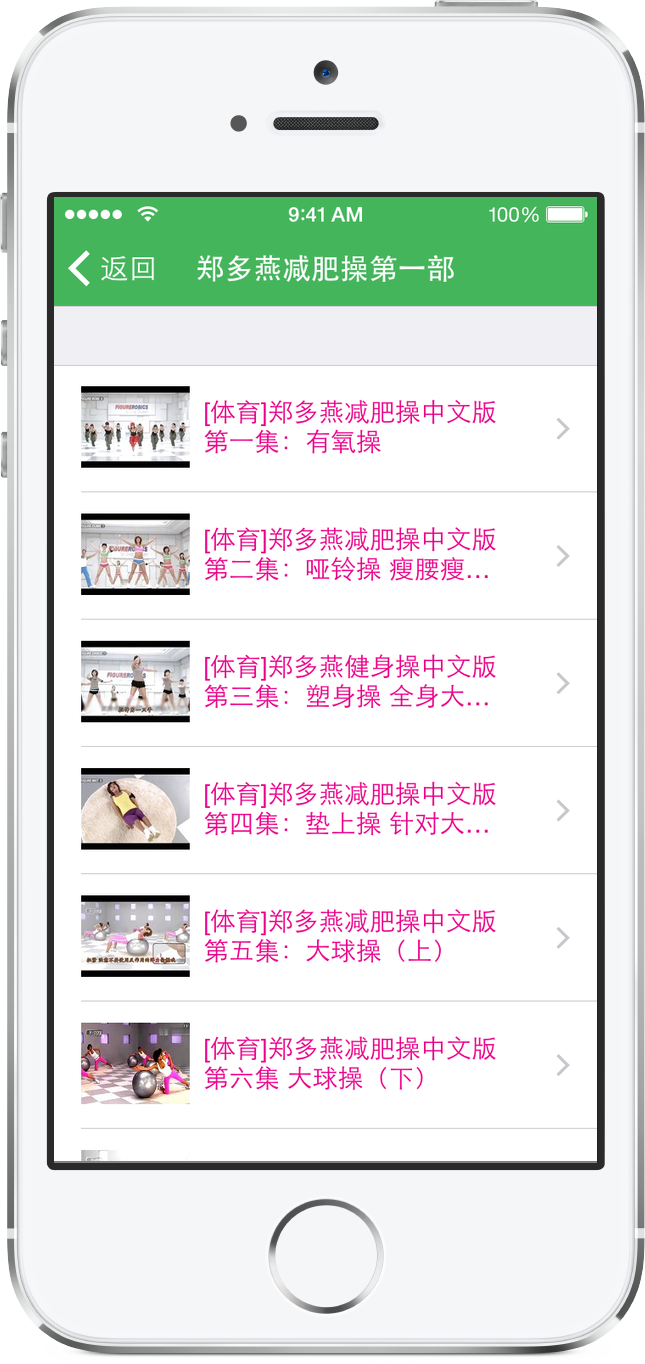 9:41 AM
100%
返回
郑多燕减肥操第一部
FIGUREROBICS
[体育]郑多燕减肥操中文版
第一集：有氧操
[体育]郑多燕减肥操中文版
第二集：哑铃操 瘦腰瘦...
[体育]郑多燕健身操中文版
第三集：塑身操 全身大...
[体育]郑多燕减肥操中文版
第四集：垫上操 针对大...
[体育]郑多燕减肥操中文版
第五集：大球操（上）
[体育]郑多燕减肥操中文版
第六集 大球操（下）